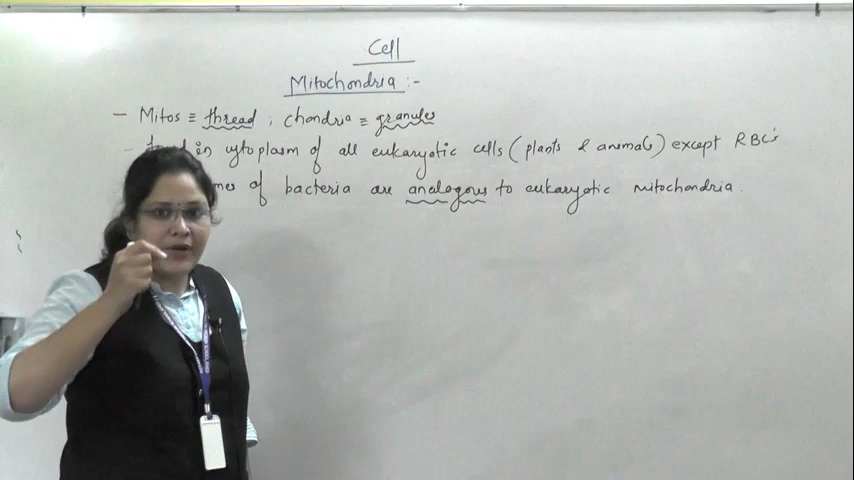 Cell
Mitochondria :-
- Mitos ≡ thread ; chondria ≡ granules
- in cytoplasm of all eukaryotic cells (plants & animals) except RBC's
of bacteria are analogous to eukaryotic mitochondria.